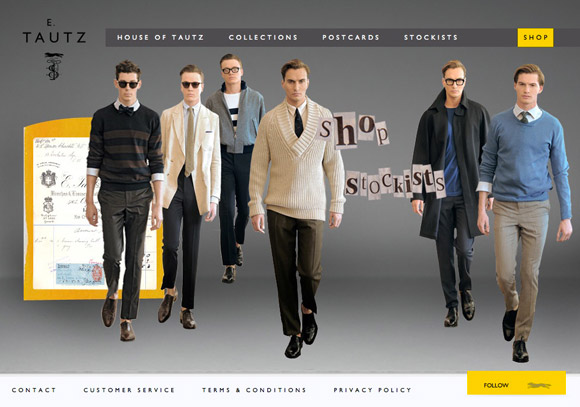 E.
TAUTZ
HOUSE OF TAUTZ COLLECTIONS POSTCARDS STOCKISTS SHOP
shop
stockists
CONTACT CUSTOMER SERVICE TERMS & CONDITIONS PRIVACY POLICY FOLLOW